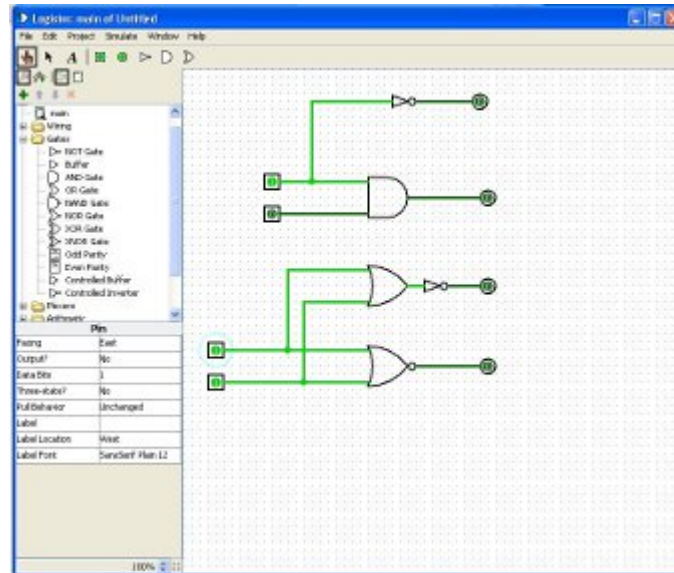 Logisim: main of Untitled
File Edit Project Simulate Window Help
main
Wiring
Gates
NOT Gate
Buffer
AND Gate
OR Gate
NAND Gate
NOR Gate
XOR Gate
XNOR Gate
Odd Parity
Even Parity
Controlled Buffer
Controlled Inverter
Plexers
Arithmetic
Pin
Facing East
Output? No
Data Bits 1
Three-state? No
Pull Behavior Unchanged
Label
Label Location West
Label Font SansSerif Plain 12
100%